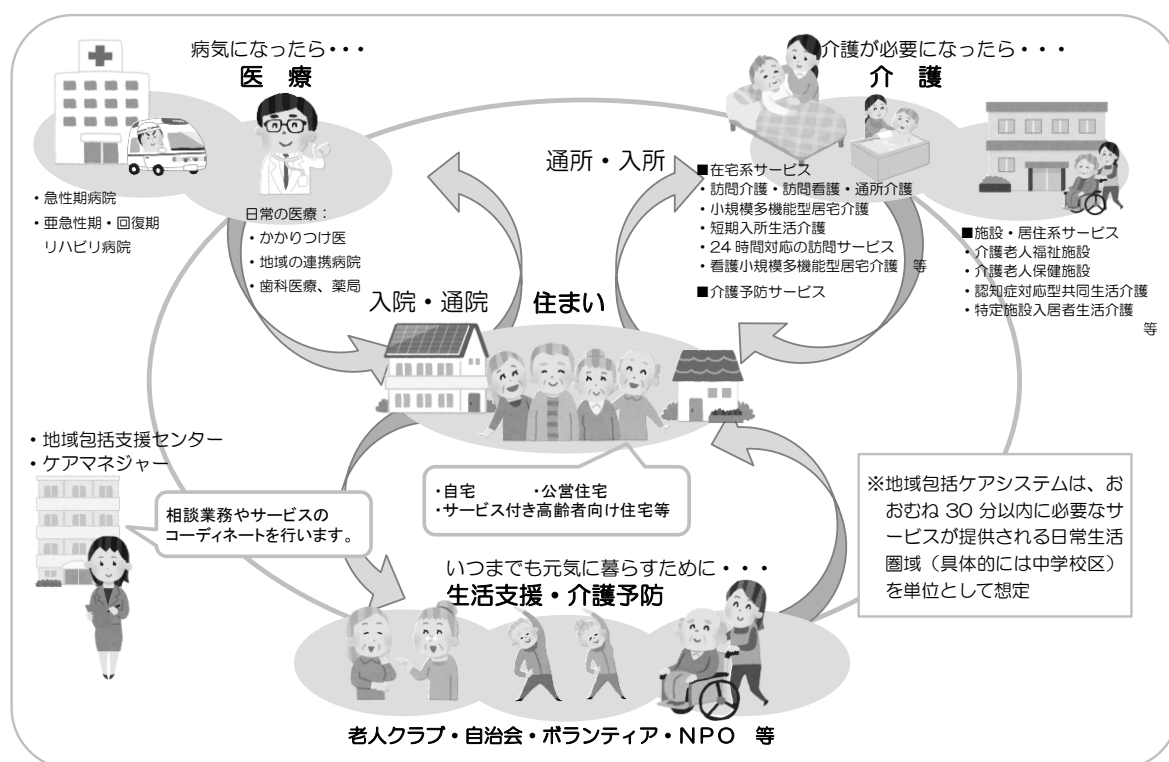 病気になったら・・・
医 療
・急性期病院
・亜急性期・回復期
リハビリ病院
日常の医療：
・かかりつけ医
・地域の連携病院
・歯科医療、薬局
介護が必要になったら・・・
介 護
通所・入所
■在宅系サービス
・訪問介護・訪問看護・通所介護
・小規模多機能型居宅介護
・短期入所生活介護
・24時間対応の訪問サービス
・看護小規模多機能型居宅介護 等
■介護予防サービス
■施設・居住系サービス
・介護老人福祉施設
・介護老人保健施設
・認知症対応型共同生活介護
・特定施設入居者生活介護
等
入院・通院
住まい
・自宅 ・公営住宅
・サービス付き高齢者向け住宅等
・地域包括支援センター
・ケアマネジャー
相談業務やサービスの
コーディネートを行います。
※地域包括ケアシステムは、お
おむね 30 分以内に必要なサ
ービスが提供される日常生活
圏域（具体的には中学校区）
を単位として想定
いつまでも元気に暮らすために・・・
生活支援・介護予防
老人クラブ・自治会・ボランティア・NPO 等